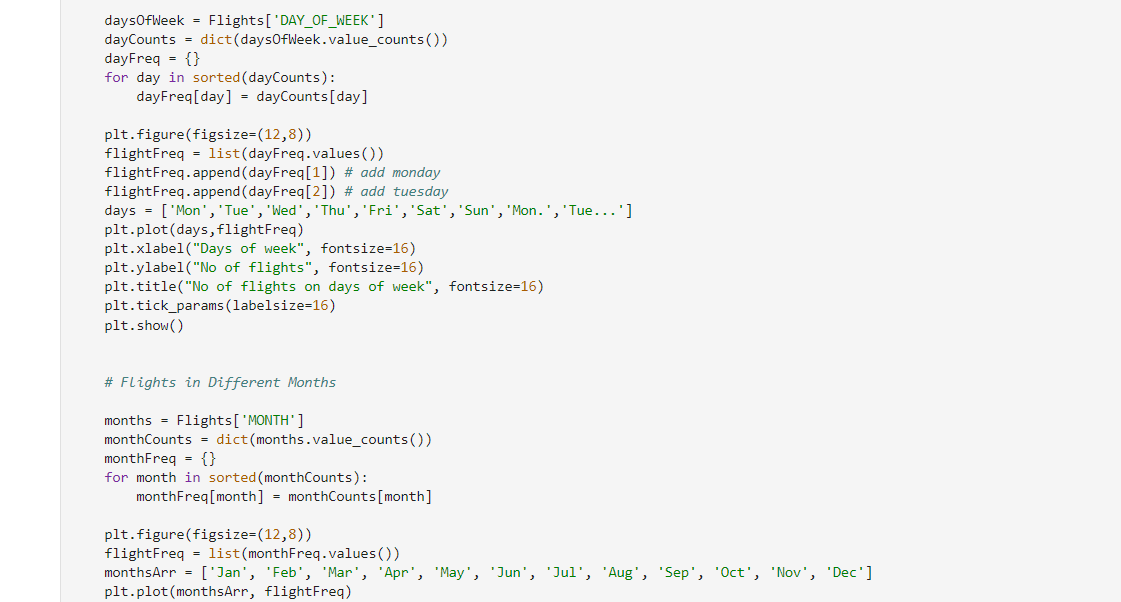 daysOfWeek = Flights['DAY_OF_WEEK']
dayCounts = dict(daysOfWeek.value_counts())
dayFreq = {}
for day in sorted(dayCounts):
    dayFreq[day] = dayCounts[day]
plt.figure(figsize=(12,8))
flightFreq = list(dayFreq.values())
flightFreq.append(dayFreq[1]) # add monday
flightFreq.append(dayFreq[2]) # add tuesday
days = ['Mon','Tue','Wed','Thu','Fri','Sat','Sun','Mon.','Tue...']
plt.plot(days,flightFreq)
plt.xlabel("Days of week", fontsize=16)
plt.ylabel("No of flights", fontsize=16)
plt.title("No of flights on days of week", fontsize=16)
plt.tick_params(labelsize=16)
plt.show()
# Flights in Different Months
months = Flights['MONTH']
monthCounts = dict(months.value_counts())
monthFreq = {}
for month in sorted(monthCounts):
    monthFreq[month] = monthCounts[month]
plt.figure(figsize=(12,8))
flightFreq = list(monthFreq.values())
monthsArr = ['Jan', 'Feb', 'Mar', 'Apr', 'May', 'Jun', 'Jul', 'Aug', 'Sep', 'Oct', 'Nov', 'Dec']
plt.plot(monthsArr, flightFreq)